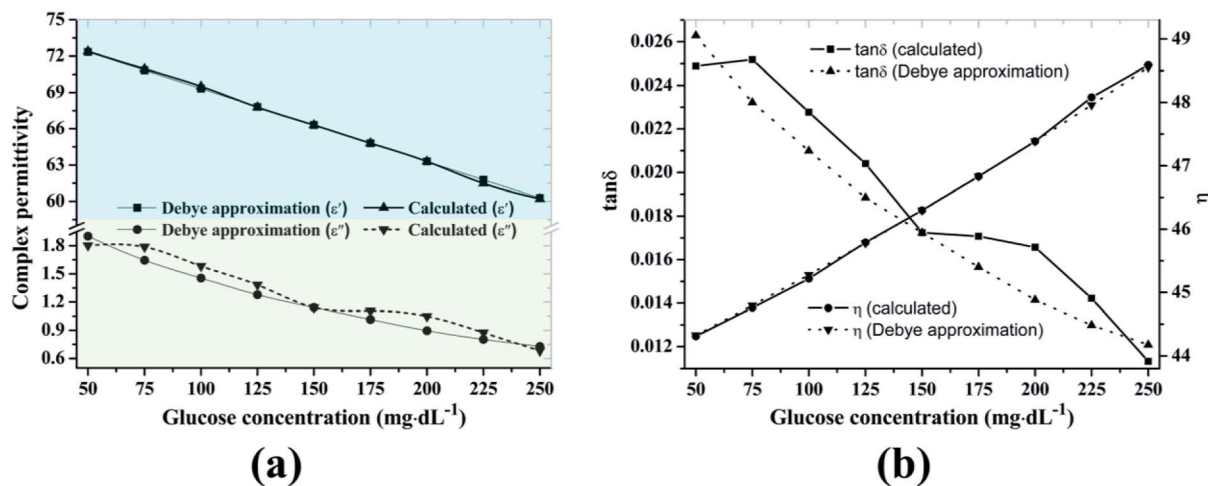 75
72
69
66
63
60
1.8
1.5
1.2
0.9
0.6
Complex permittivity
Debye approximation (ε′)
Calculated (ε′)
Debye approximation (ε″)
Calculated (ε″)
50 75 100 125 150 175 200 225 250
Glucose concentration (mg·dL⁻¹)
(a)
0.026
0.024
0.022
0.020
0.018
0.016
0.014
0.012
tanδ
tanδ (calculated)
tanδ (Debye approximation)
η (calculated)
η (Debye approximation)
49
48
47
46
45
44
η
50 75 100 125 150 175 200 225 250
Glucose concentration (mg·dL⁻¹)
(b)